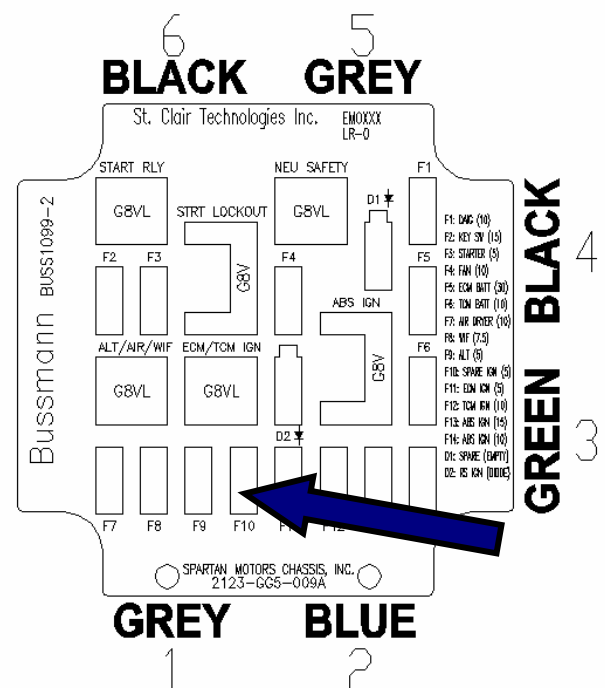 6 5
BLACK GREY
St. Clair Technologies Inc. EMOXXX
LR-0
START RLY NEU SAFETY F1
G8VL STRT LOCKOUT G8VL D1
Bussmann BUSS1099-2
F2 F3 G8V F4 F5
ABS IGN
ALT/AIR/WIF ECM/TCM IGN G8V F6
G8VL G8VL
D2
F7 F8 F9 F10
SPARTAN MOTORS CHASSIS, INC.
2123-GG5-009A
F1: DIAG (10)
F2: KEY SW (15)
F3: STARTER (5)
F4: FAN (10)
F5: ECM BATT (30)
F6: TCM BATT (10)
F7: AIR DRYER (10)
F8: WIF (7.5)
F9: ALT (5)
F10: SPARE IGN (5)
F11: ECM IGN (5)
F12: TCM IGN (10)
F13: ABS IGN (15)
F14: ABS IGN (10)
D1: SPARE (EMPTY)
D2: RS IGN (DIODE)
BLACK 4
GREEN 3
GREY BLUE
1 2